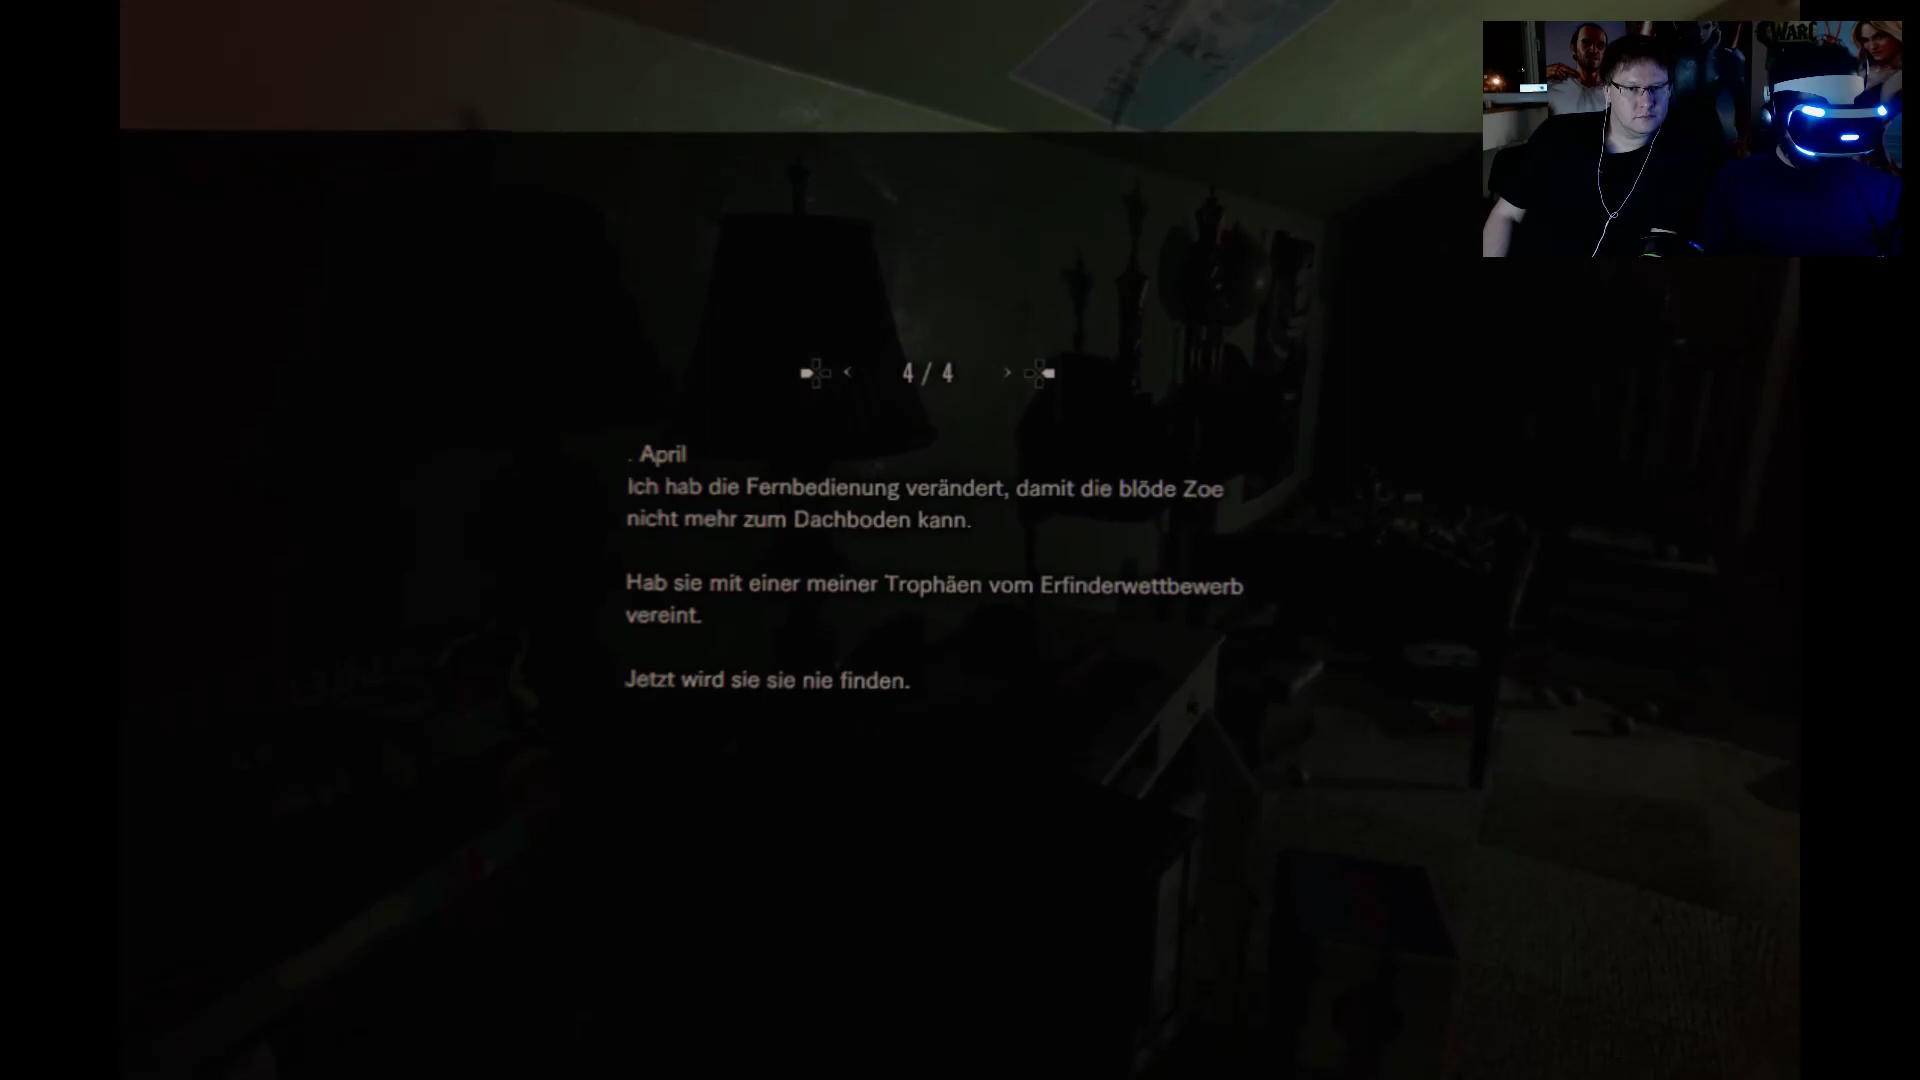 < 4 / 4 >
. April
Ich hab die Fernbedienung verändert, damit die blöde Zoe
nicht mehr zum Dachboden kann.
Hab sie mit einer meiner Trophäen vom Erfinderwettbewerb
vereint.
Jetzt wird sie sie nie finden.